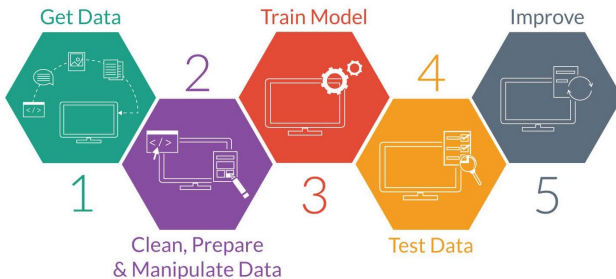 Get Data
1
</>
2
Clean, Prepare
& Manipulate Data
</>
Train Model
3
4
Test Data
Improve
5